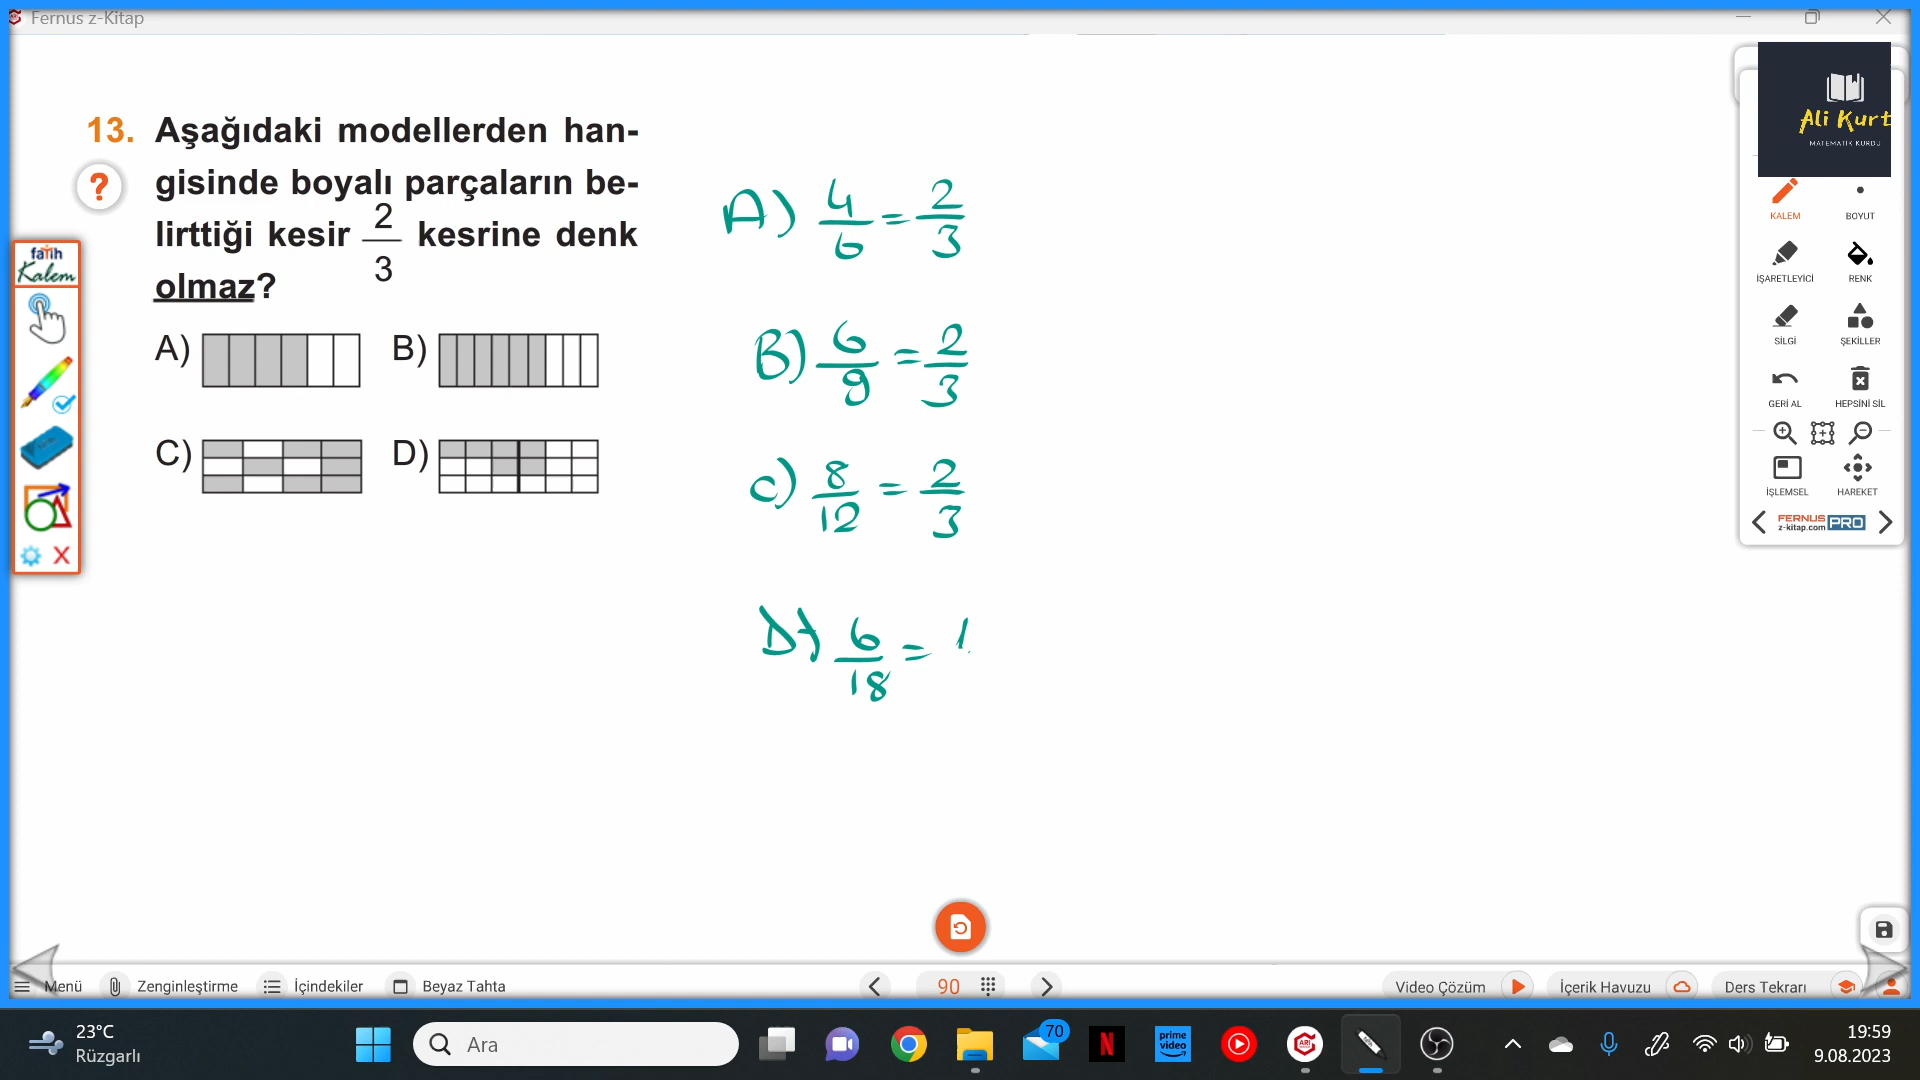 Fernus z-Kitap
13. Aşağıdaki modellerden han-
gisinde boyalı parçaların be-
lirttiği kesir 2/3 kesrine denk
olmaz?
?
A)
B)
C)
D)
A) 4/6 = 2/3
B) 6/9 = 2/3
C) 8/12 = 2/3
D) 6/18 = 1
fatih
Kalem
Ali Kurt
MATEMATİK KURDU
KALEM
BOYUT
İŞARETLEYİCİ
RENK
SİLGİ
ŞEKİLLER
GERİ AL
HEPSİNİ SİL
İŞLEMSEL
HAREKET
FERNUS
z-kitap.com PRO
Menü
Zenginleştirme
İçindekiler
Beyaz Tahta
90
Video Çözüm
İçerik Havuzu
Ders Tekrarı
23°C
Rüzgarlı
Ara
70
N
prime
video
ARI
19:59
9.08.2023